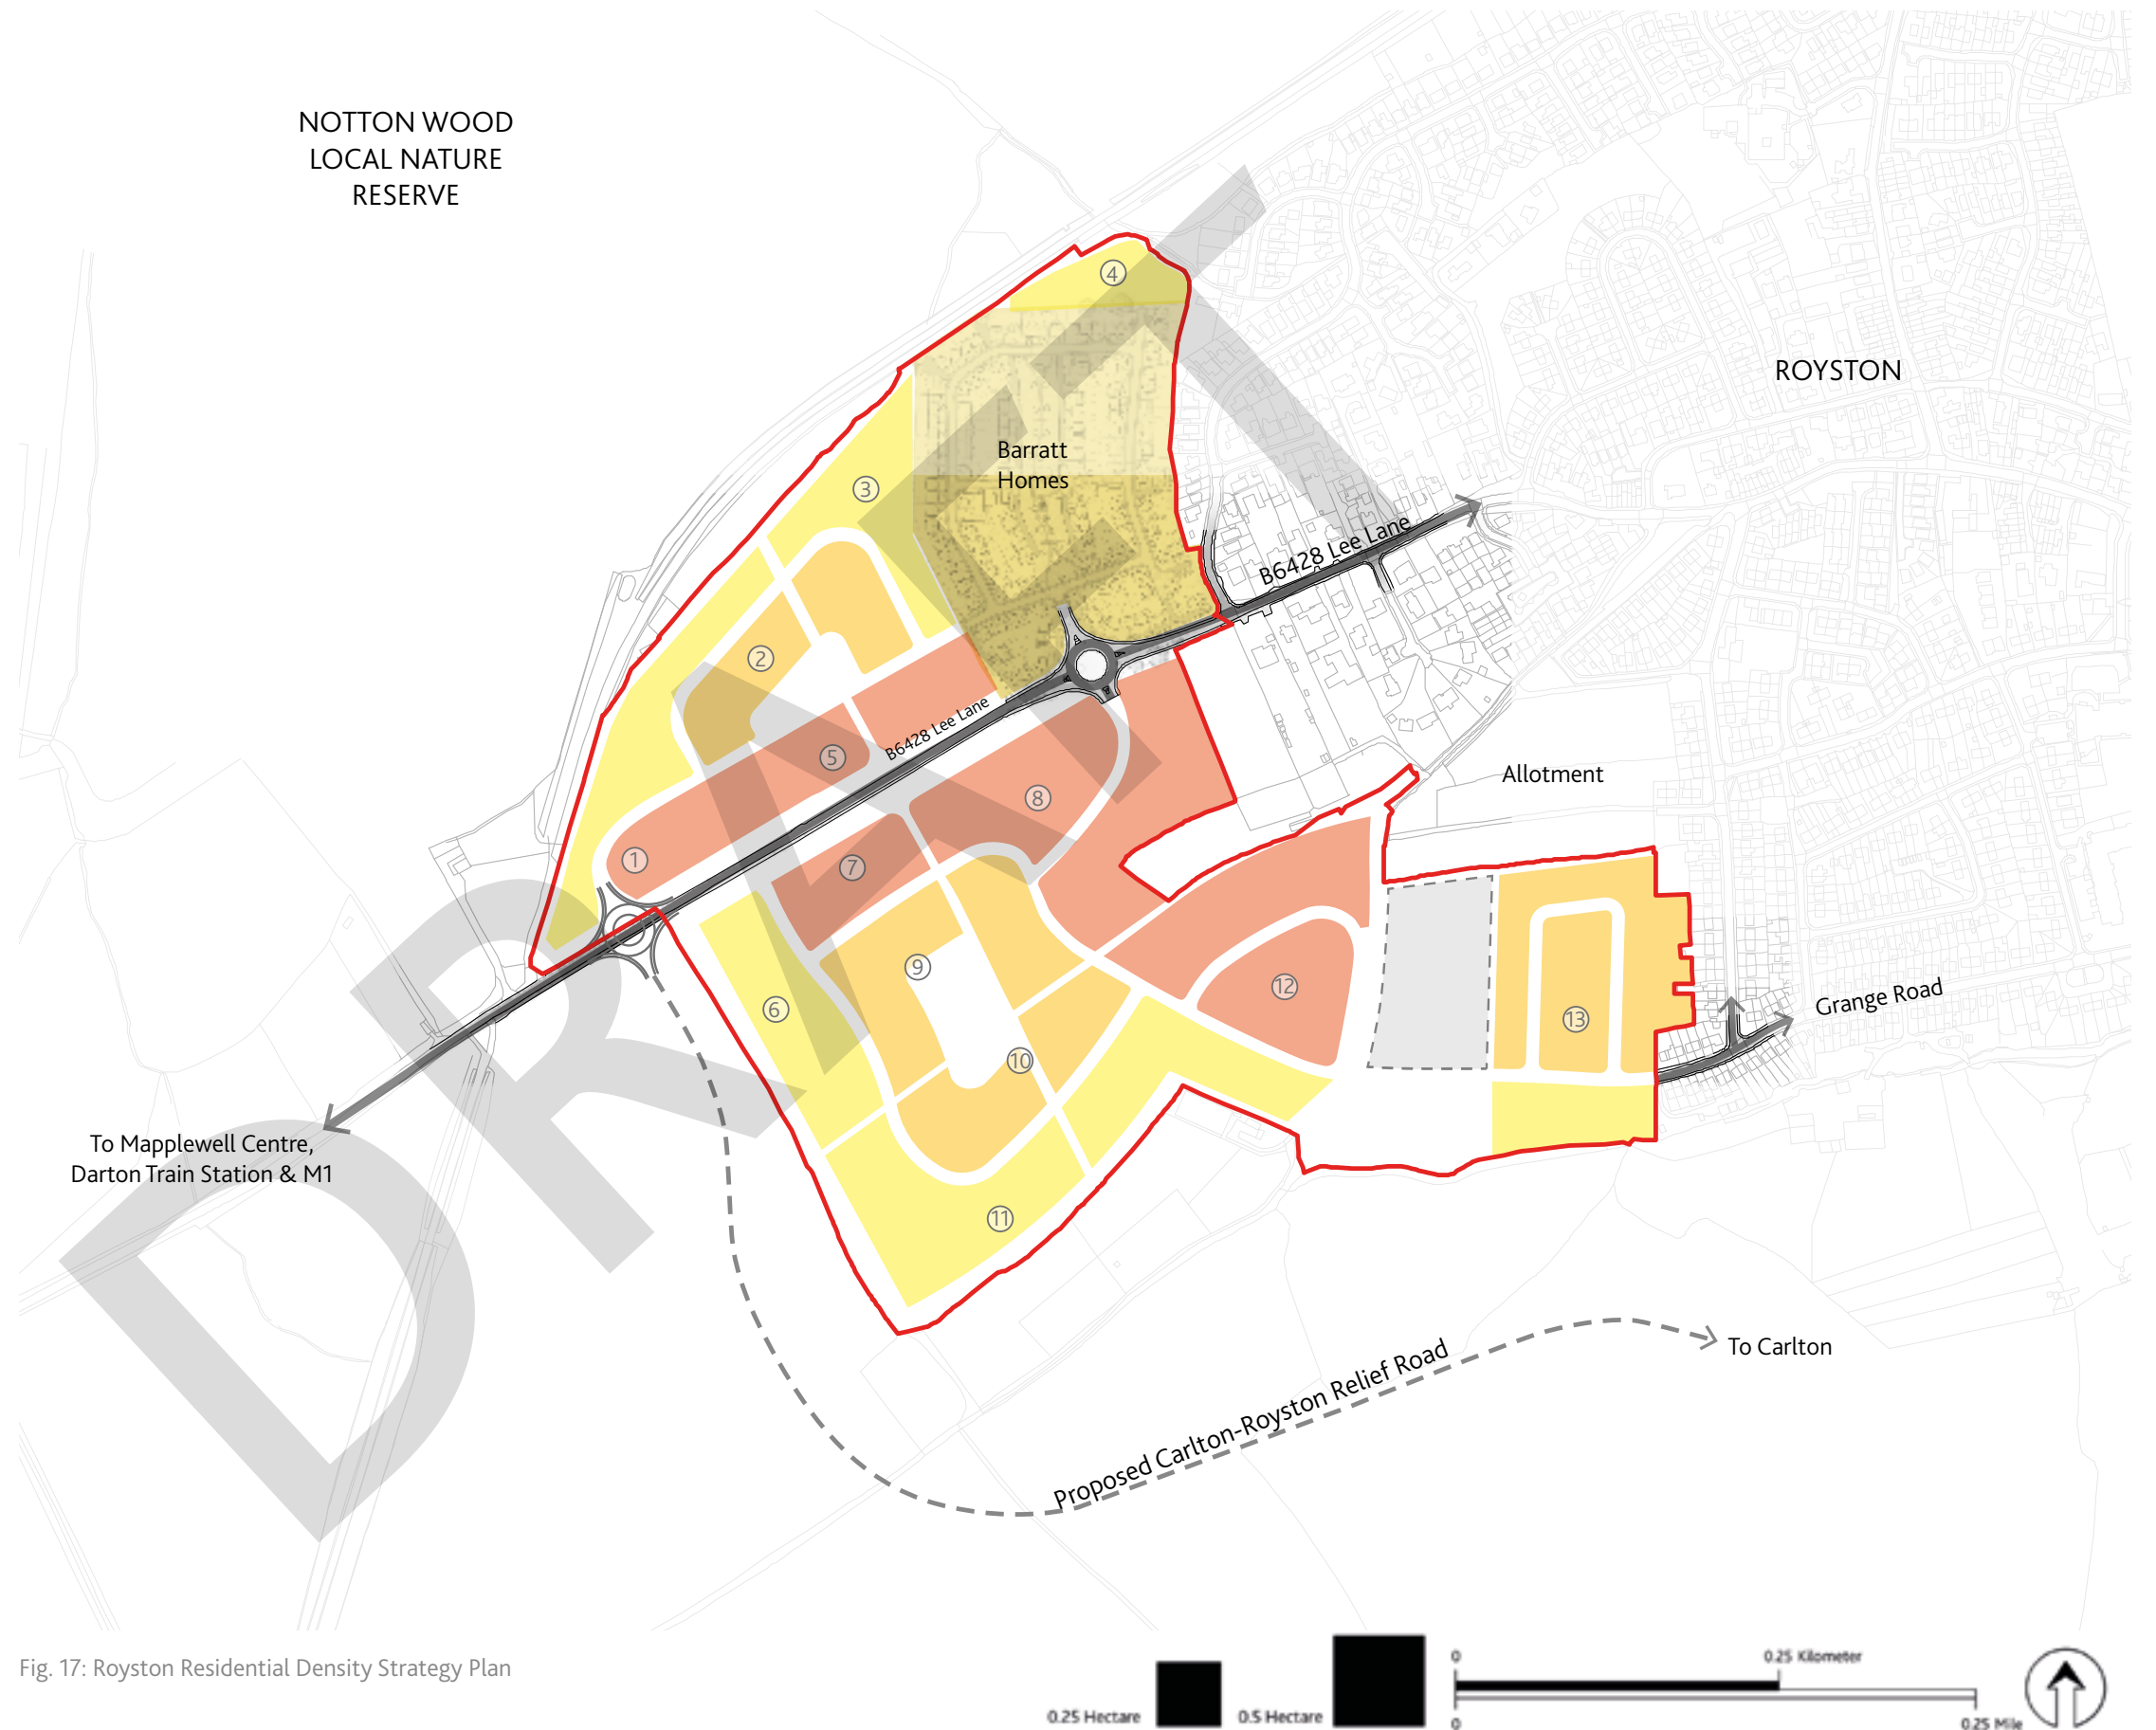 NOTTON WOOD
LOCAL NATURE
RESERVE
4
ROYSTON
Barratt
Homes
3
B6428 Lee Lane
2
B6428 Lee Lane
5
Allotment
8
1
7
9
12
6
13
Grange Road
10
To Mapplewell Centre,
Darton Train Station & M1
11
To Carlton
Proposed Carlton-Royston Relief Road
DRAFT
Fig. 17: Royston Residential Density Strategy Plan
0.25 Hectare
0.5 Hectare
0
0.25 Kilometer
0
0.25 Mile